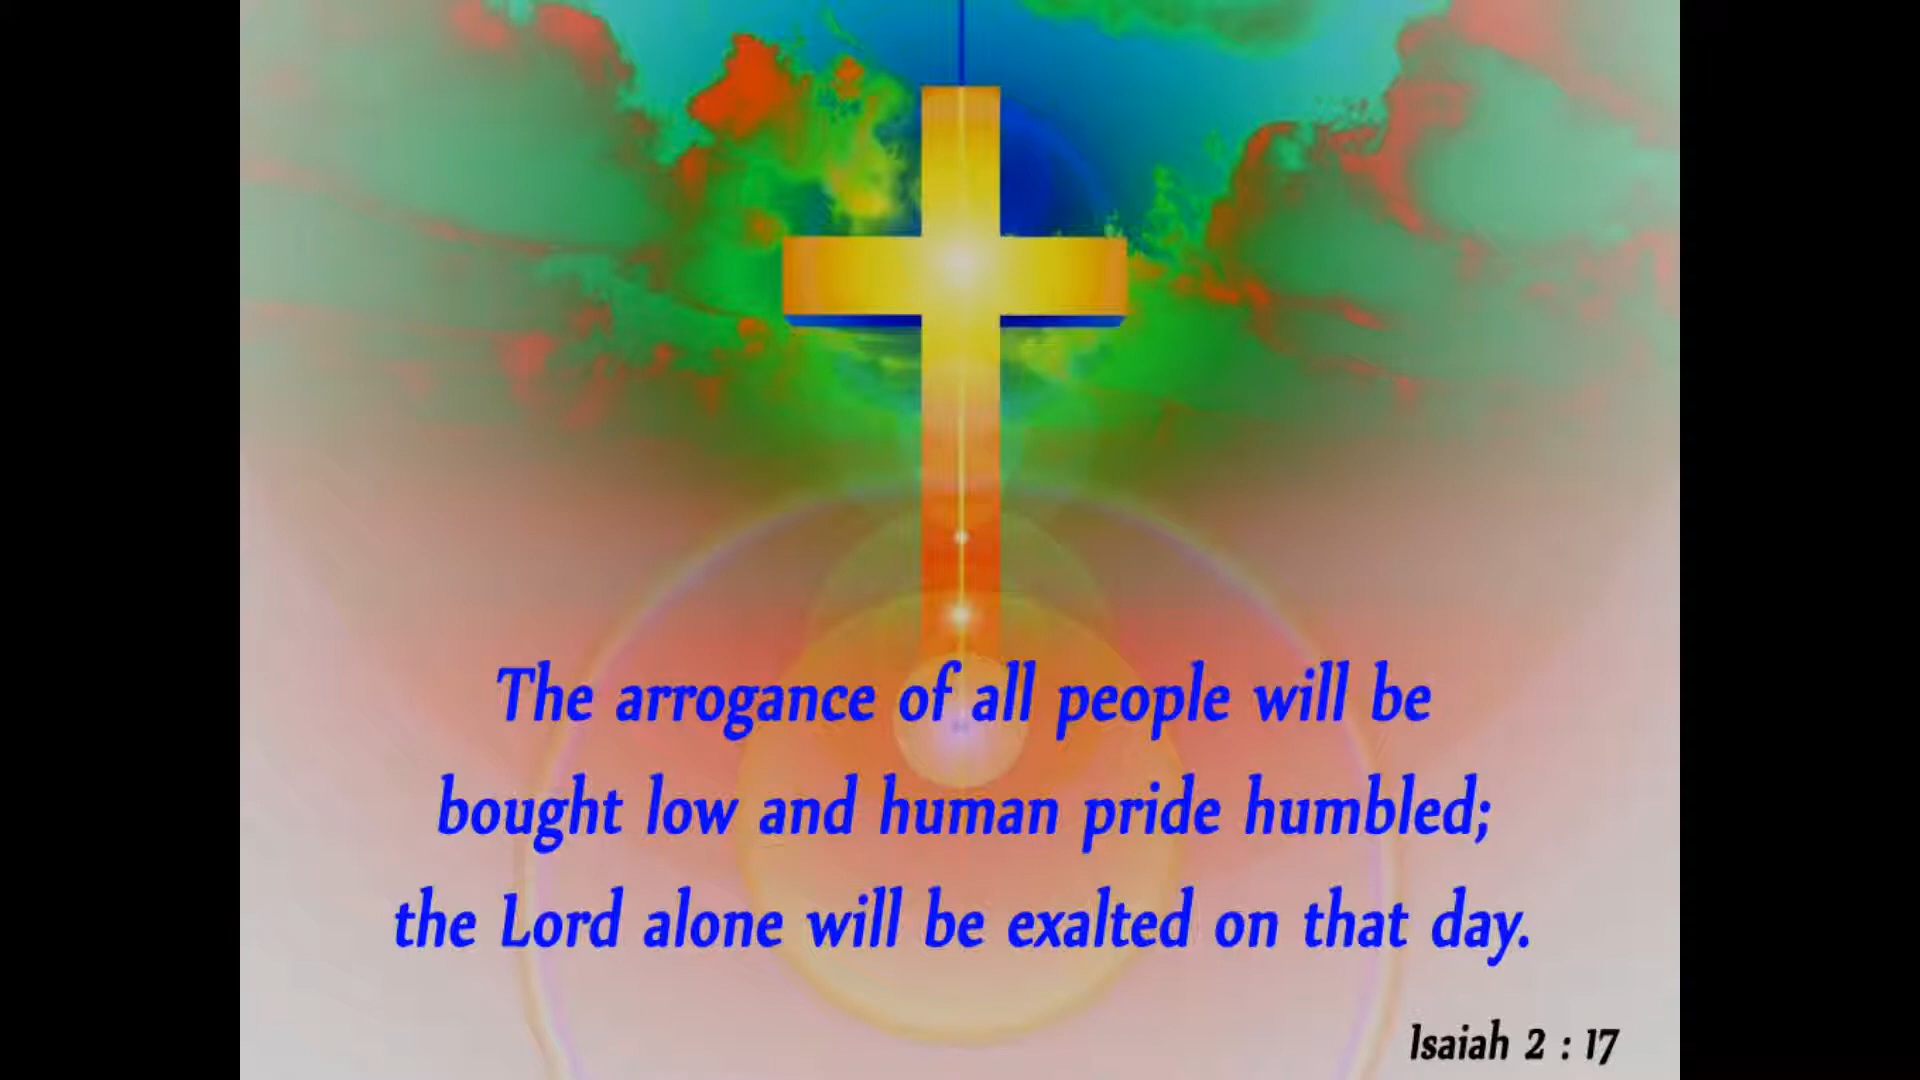 The arrogance of all people will be
bought low and human pride humbled;
the Lord alone will be exalted on that day.
Isaiah 2 : 17